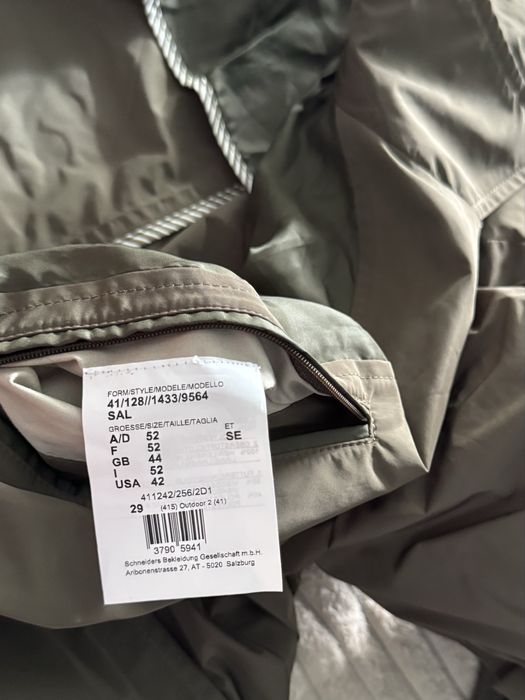 FORM/STYLE/MODELE/MODELLO
41/128//1433/9564
SAL
GROESSE/SIZE/TAILLE/TAGLIA
A/D 52 ET
F 52 SE
GB 44
I 52
USA 42
411242/256/2D1
29 (415) Outdoor 2 (41)
3790 5941
Schneiders Bekleidung Gesellschaft m.b.H.
Aribonenstrasse 27, AT - 5020 Salzburg